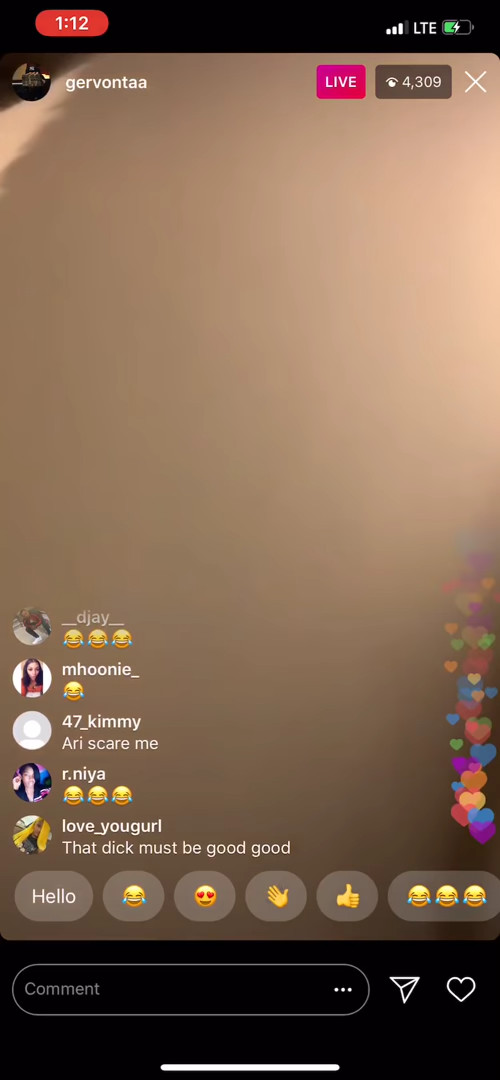 1:12
LTE
gervontaa
LIVE
4,309
__djay__
😂😂😂
mhoonie_
😂
47_kimmy
Ari scare me
r.niya
😂😂😂
love_yougurl
That dick must be good good
Hello 😂 😍 👋 👍 😂😂😂
Comment